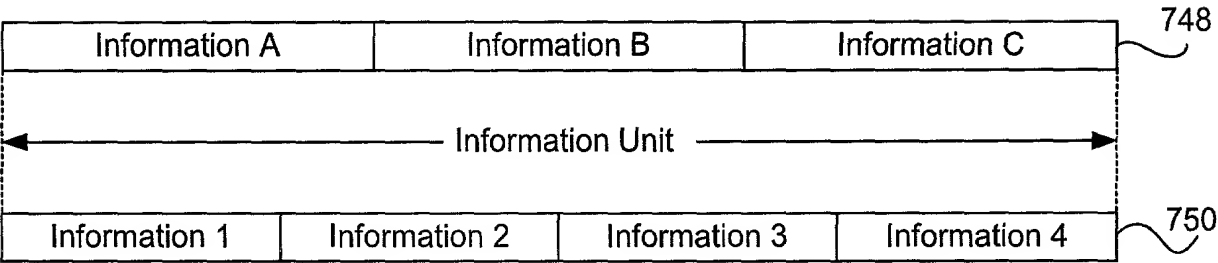 Information A Information B Information C 748
Information Unit
Information 1 Information 2 Information 3 Information 4 750